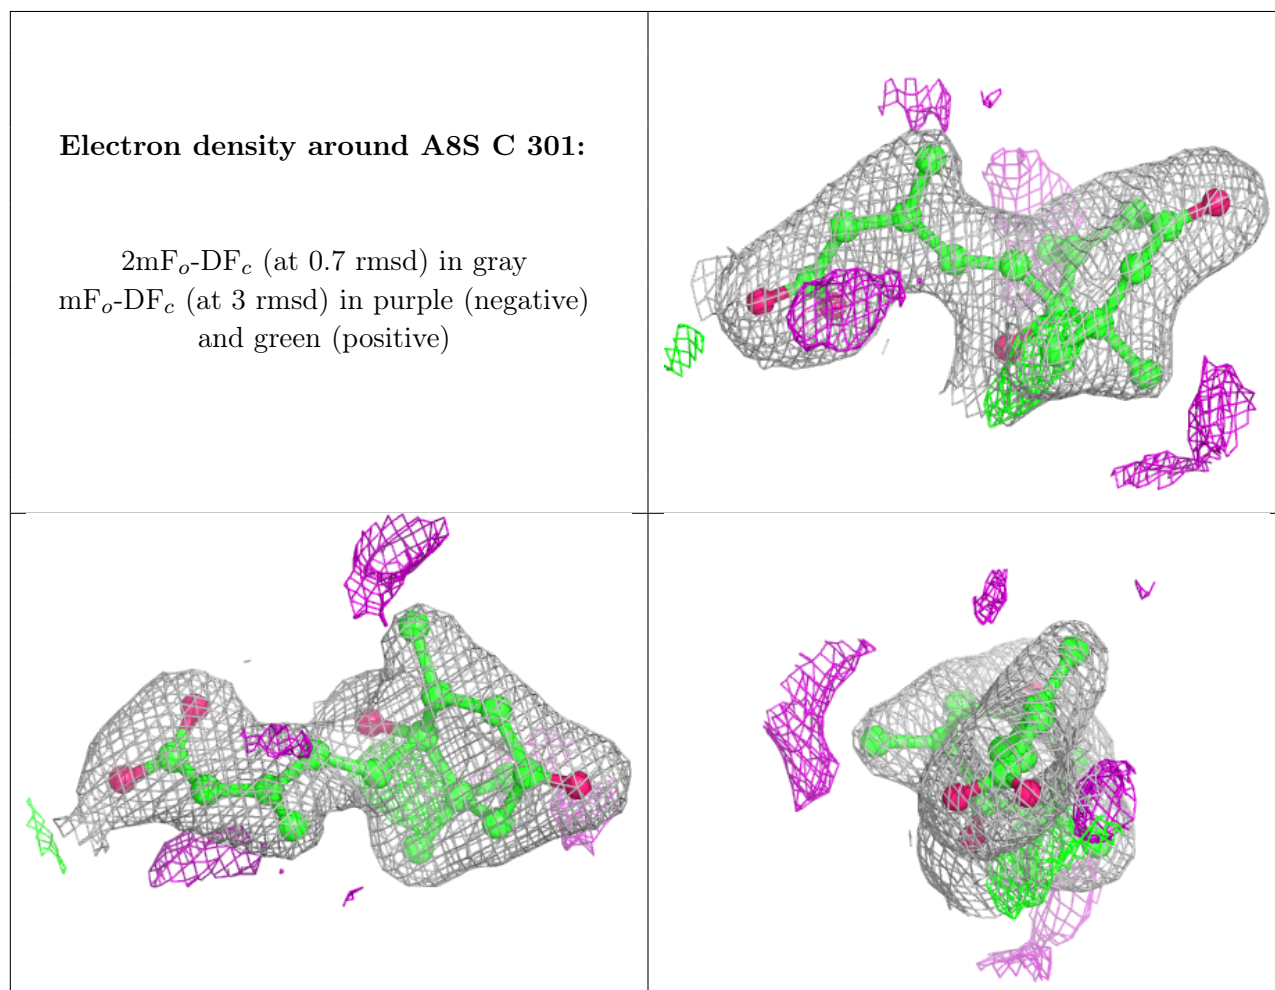 Electron density around A8S C 301:
2mFo-DFc (at 0.7 rmsd) in gray
mFo-DFc (at 3 rmsd) in purple (negative)
and green (positive)